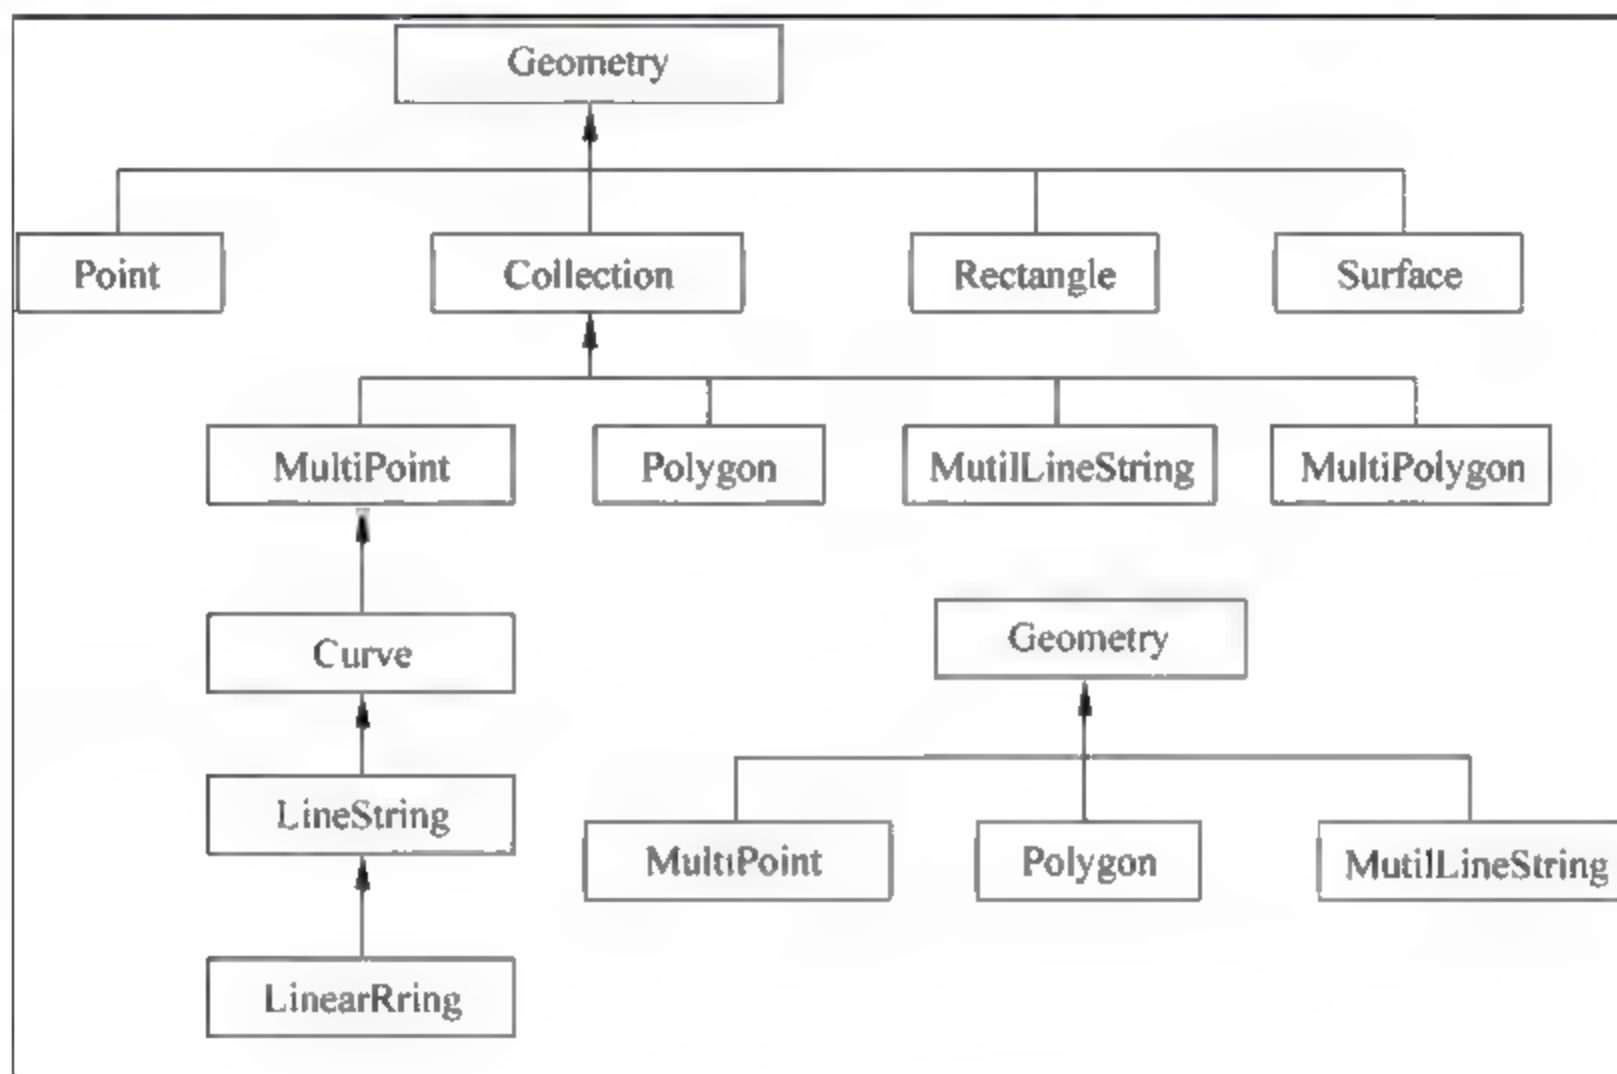 Geometry
Point
Collection
Rectangle
Surface
MultiPoint
Polygon
MutilLineString
MultiPolygon
Curve
Geometry
LineString
MultiPoint
Polygon
MutilLineString
LinearRring